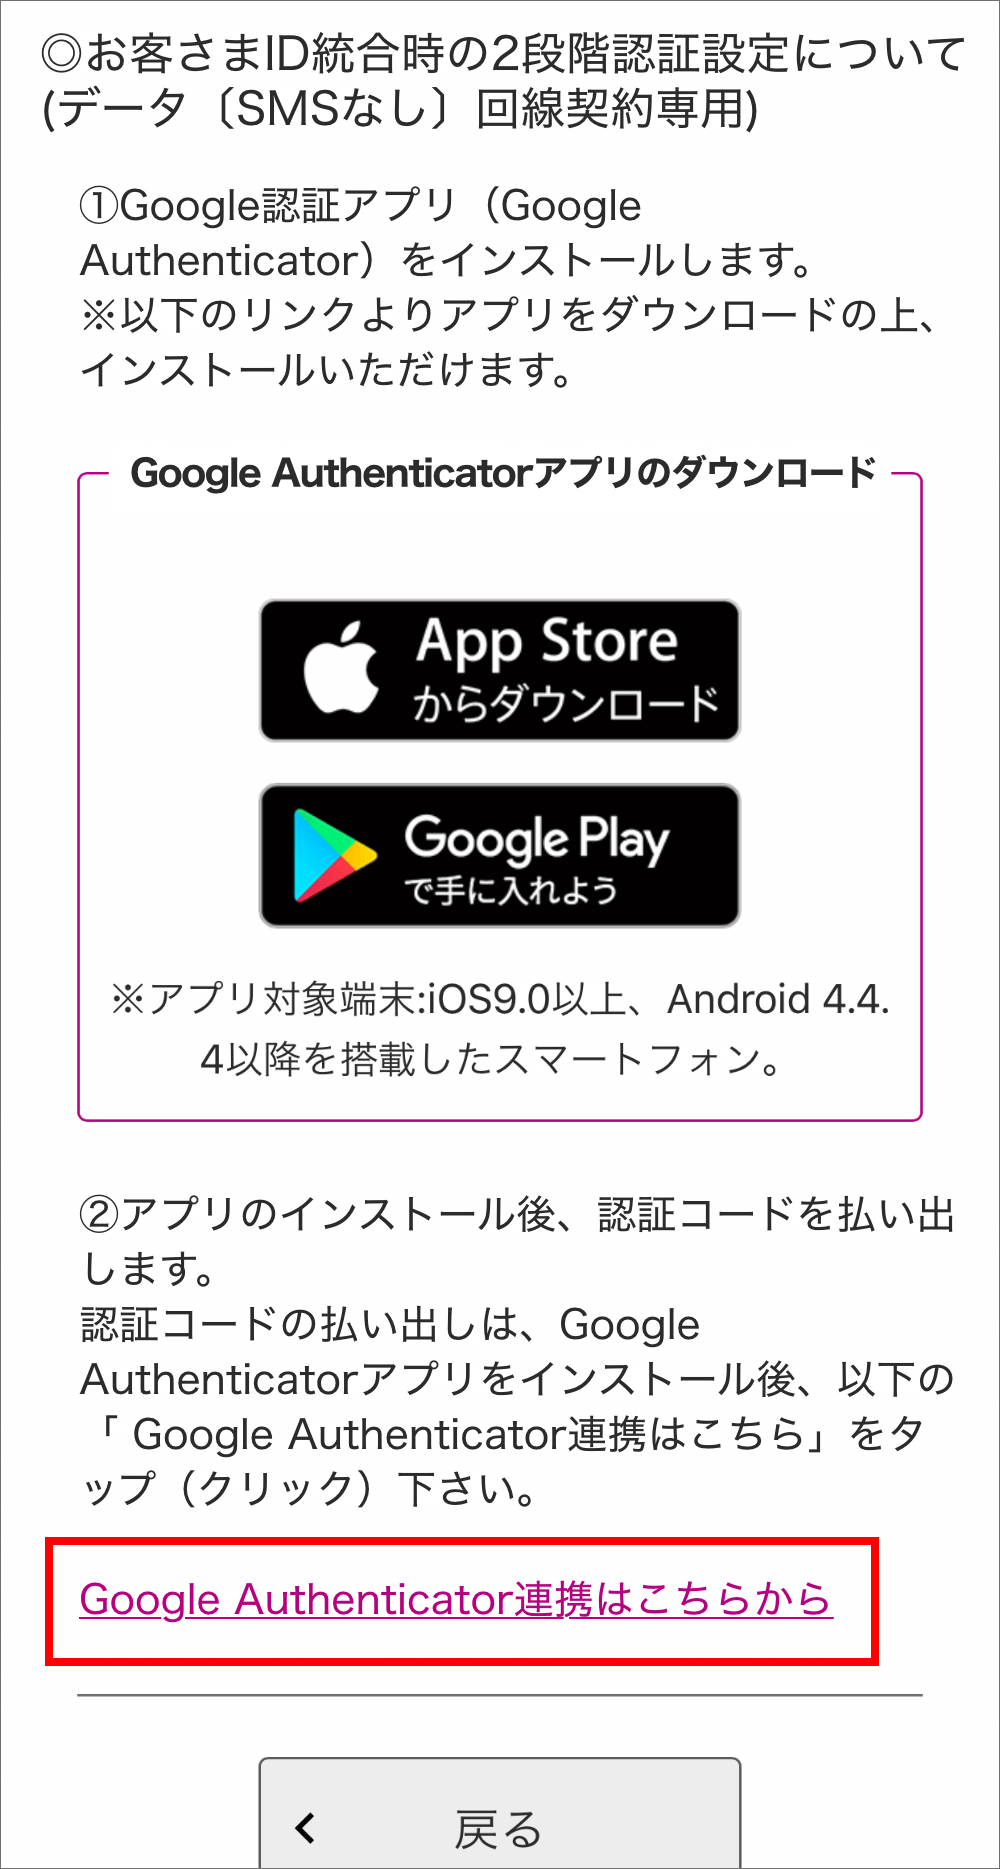 ◎お客さまID統合時の2段階認証設定について
(データ〔SMSなし〕回線契約専用)
①Google認証アプリ（Google
Authenticator）をインストールします。
※以下のリンクよりアプリをダウンロードの上、
インストールいただけます。
Google Authenticatorアプリのダウンロード
App Store
からダウンロード
Google Play
で手に入れよう
※アプリ対象端末:iOS9.0以上、Android 4.4.
4以降を搭載したスマートフォン。
②アプリのインストール後、認証コードを払い出
します。
認証コードの払い出しは、Google
Authenticatorアプリをインストール後、以下の
「 Google Authenticator連携はこちら」をタ
ップ（クリック）下さい。
Google Authenticator連携はこちらから
戻る